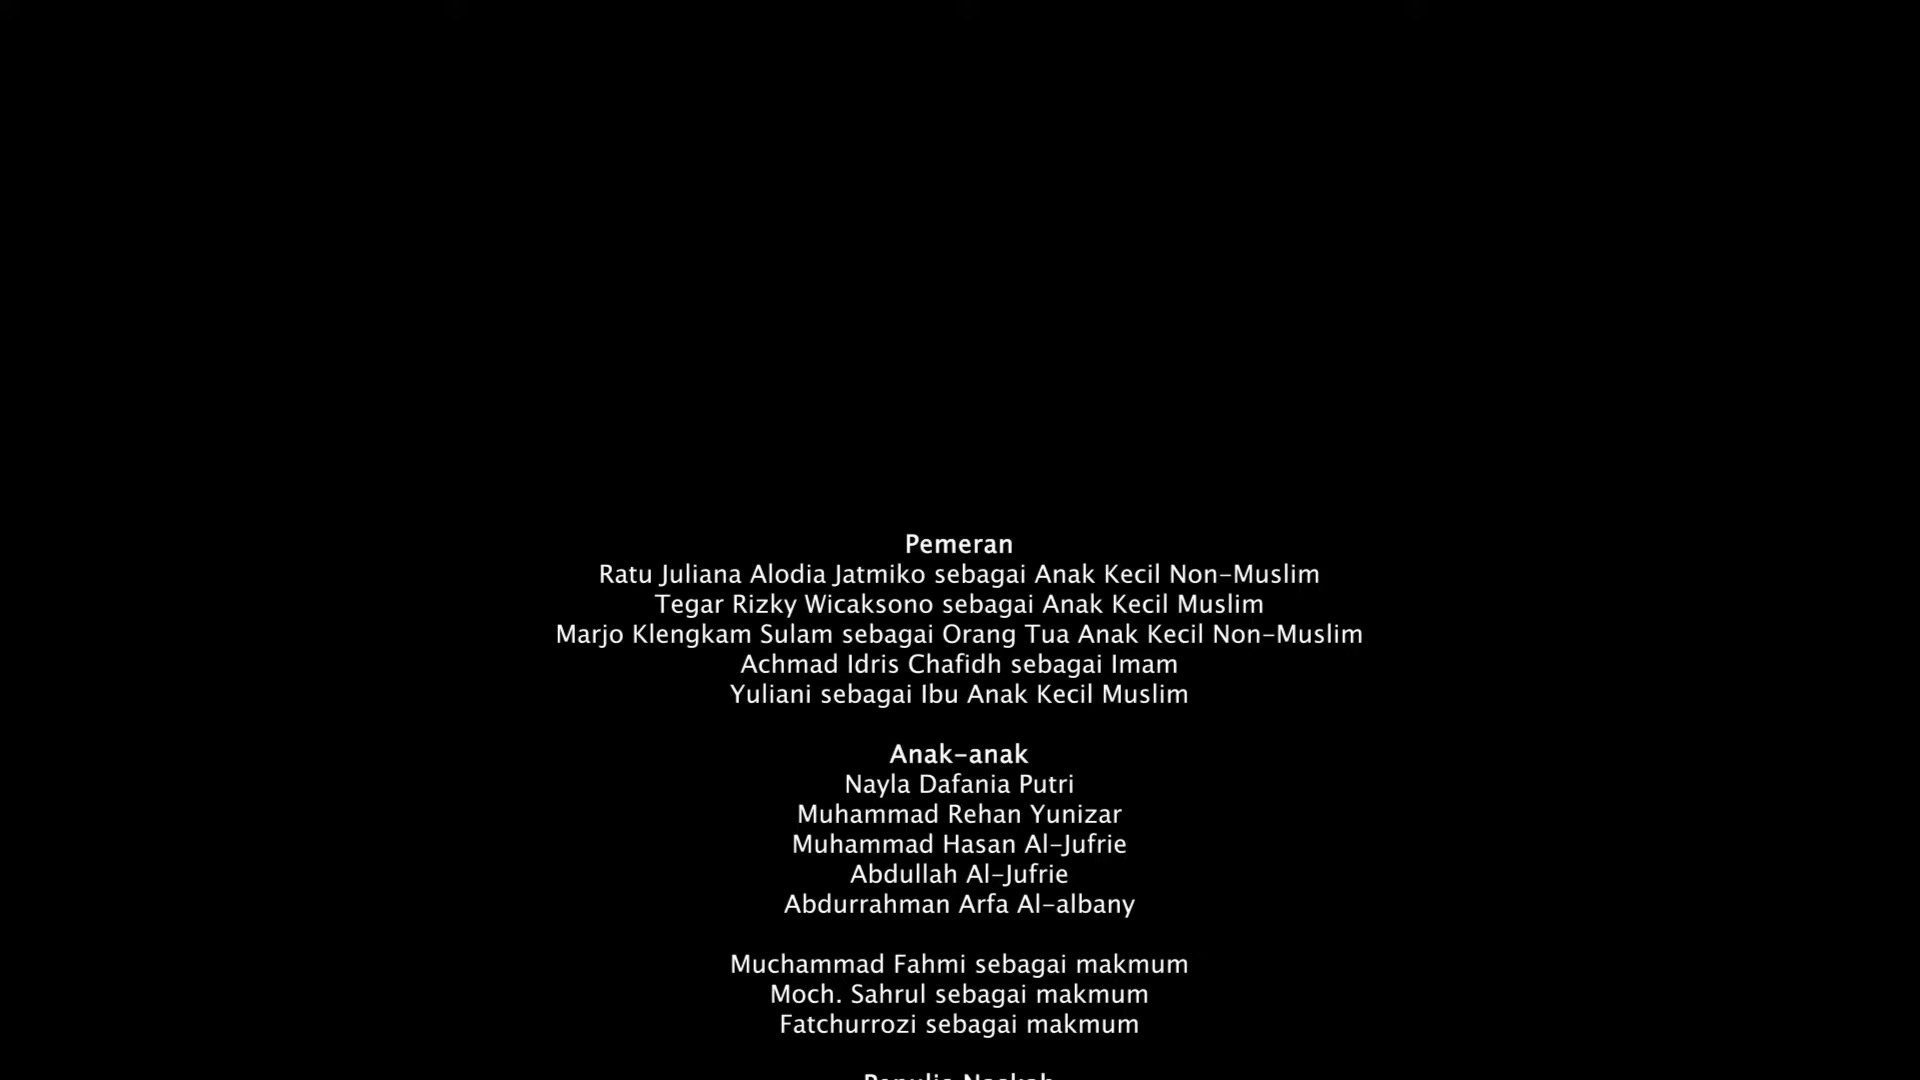 Pemeran
Ratu Juliana Alodia Jatmiko sebagai Anak Kecil Non-Muslim
Tegar Rizky Wicaksono sebagai Anak Kecil Muslim
Marjo Klengkam Sulam sebagai Orang Tua Anak Kecil Non-Muslim
Achmad Idris Chafidh sebagai Imam
Yuliani sebagai Ibu Anak Kecil Muslim
Anak-anak
Nayla Dafania Putri
Muhammad Rehan Yunizar
Muhammad Hasan Al-Jufrie
Abdullah Al-Jufrie
Abdurrahman Arfa Al-albany
Muchammad Fahmi sebagai makmum
Moch. Sahrul sebagai makmum
Fatchurrozi sebagai makmum
Penulis Naskah